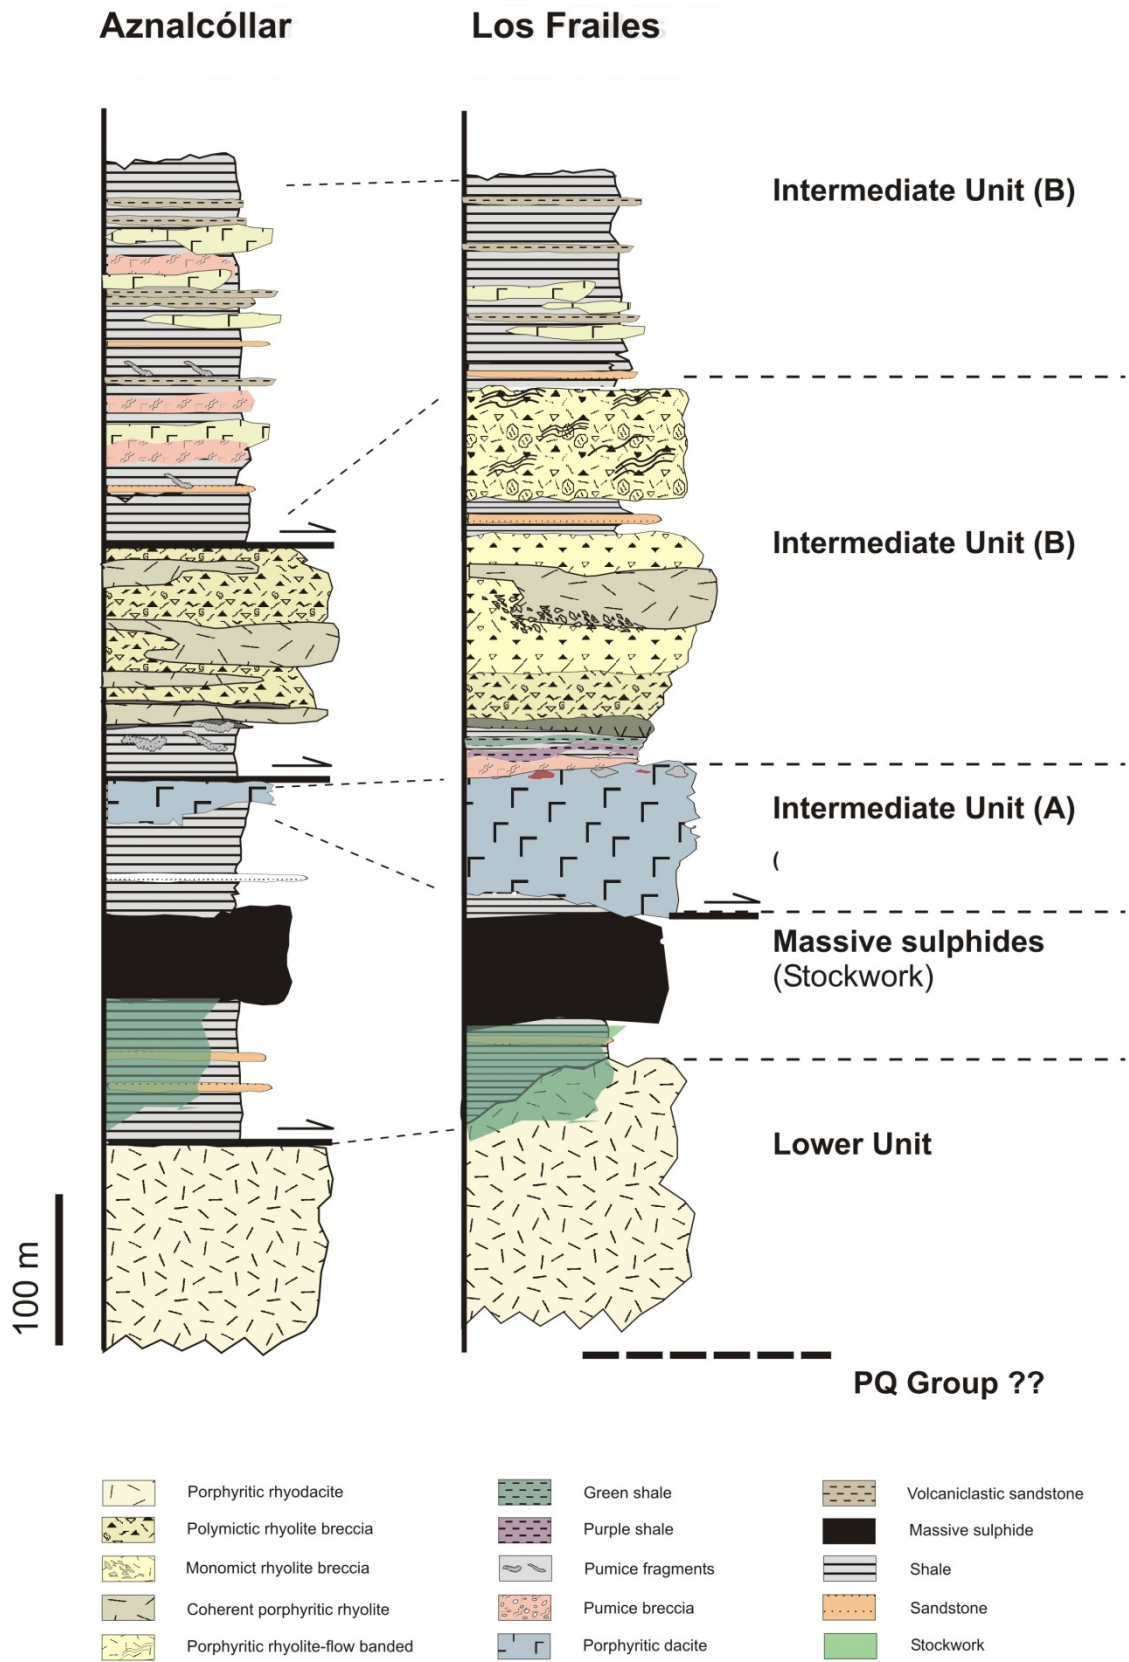 Aznalcóllar
Los Frailes
Intermediate Unit (B)
Intermediate Unit (B)
Intermediate Unit (A)
(
Massive sulphides
(Stockwork)
Lower Unit
100 m
PQ Group ??
Porphyritic rhyodacite
Polymictic rhyolite breccia
Monomict rhyolite breccia
Coherent porphyritic rhyolite
Porphyritic rhyolite-flow banded
Green shale
Purple shale
Pumice fragments
Pumice breccia
Porphyritic dacite
Volcaniclastic sandstone
Massive sulphide
Shale
Sandstone
Stockwork